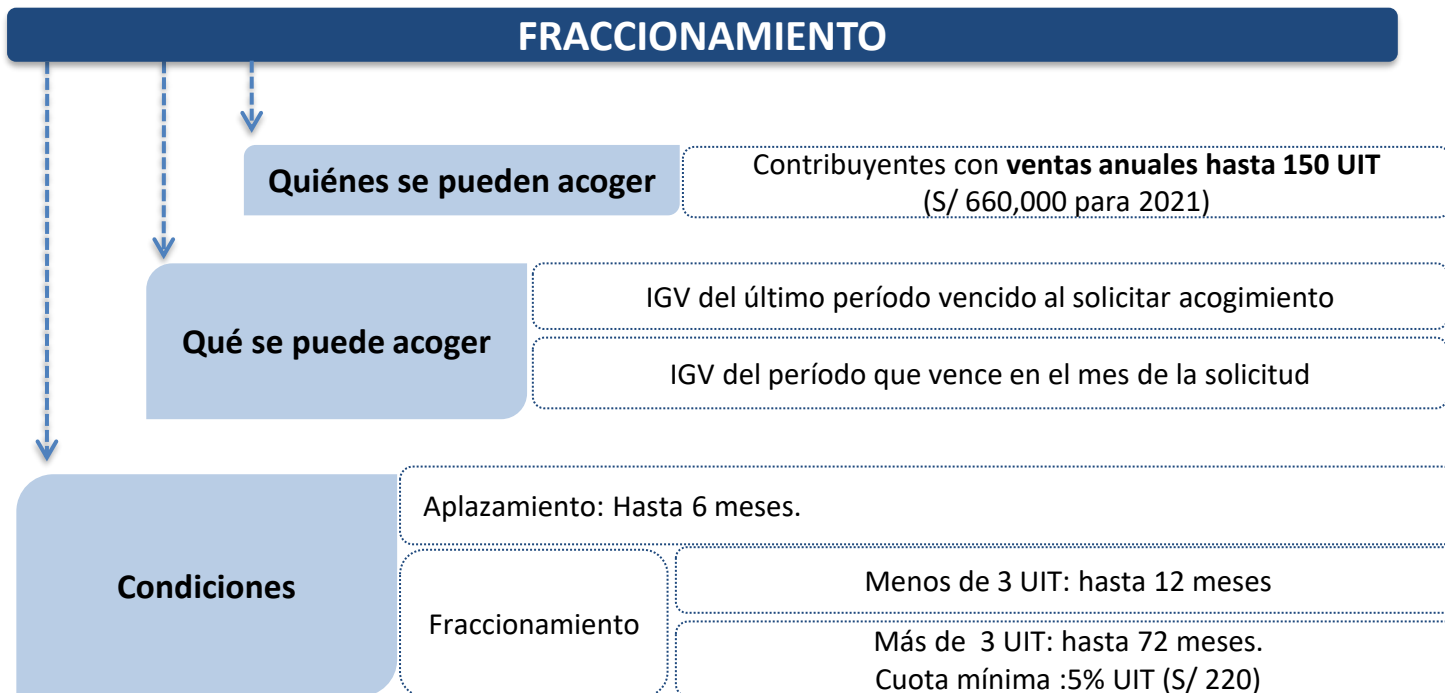 FRACCIONAMIENTO
Quiénes se pueden acoger
Contribuyentes con ventas anuales hasta 150 UIT
(S/ 660,000 para 2021)
Qué se puede acoger
IGV del último período vencido al solicitar acogimiento
IGV del período que vence en el mes de la solicitud
Condiciones
Aplazamiento: Hasta 6 meses.
Fraccionamiento
Menos de 3 UIT: hasta 12 meses
Más de  3 UIT: hasta 72 meses.
Cuota mínima :5% UIT (S/ 220)